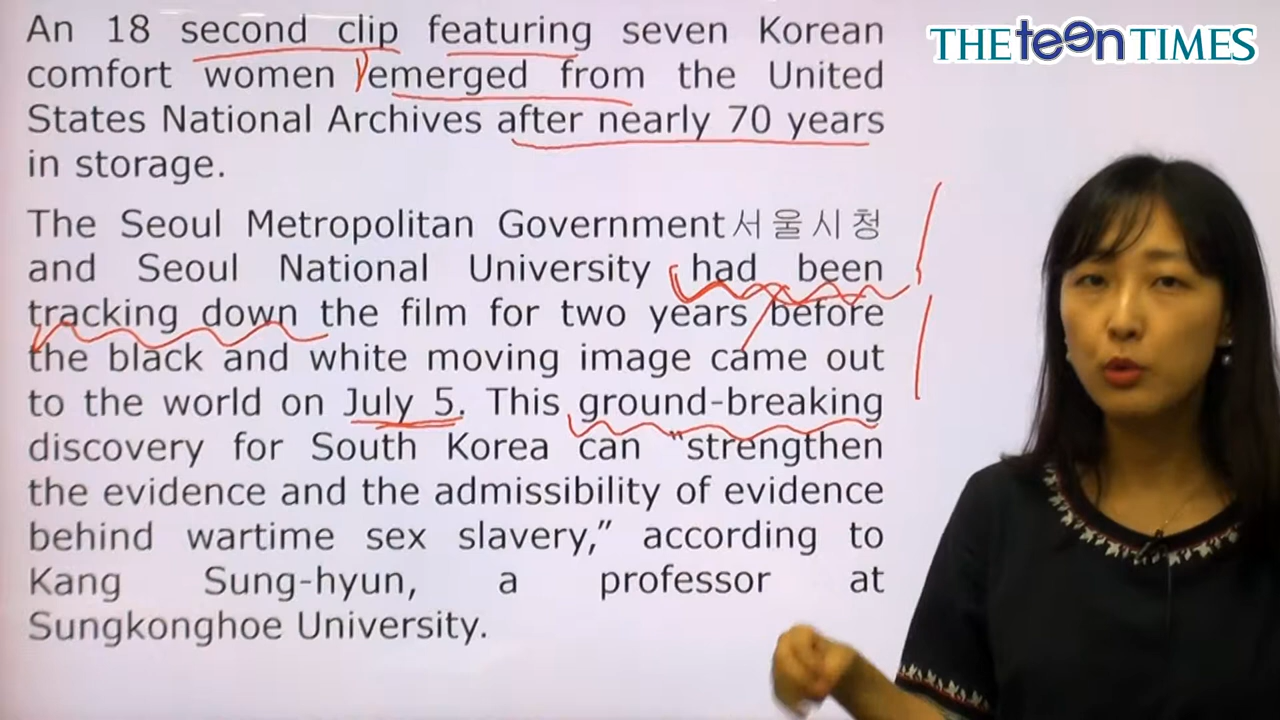 THE teen TIMES
An 18 second clip featuring seven Korean
comfort women emerged from the United
States National Archives after nearly 70 years
in storage.
The Seoul Metropolitan Government서울시청
and Seoul National University had been
tracking down the film for two years before
the black and white moving image came out
to the world on July 5. This ground-breaking
discovery for South Korea can "strengthen
the evidence and the admissibility of evidence
behind wartime sex slavery,” according to
Kang Sung-hyun, a professor at
Sungkonghoe University.